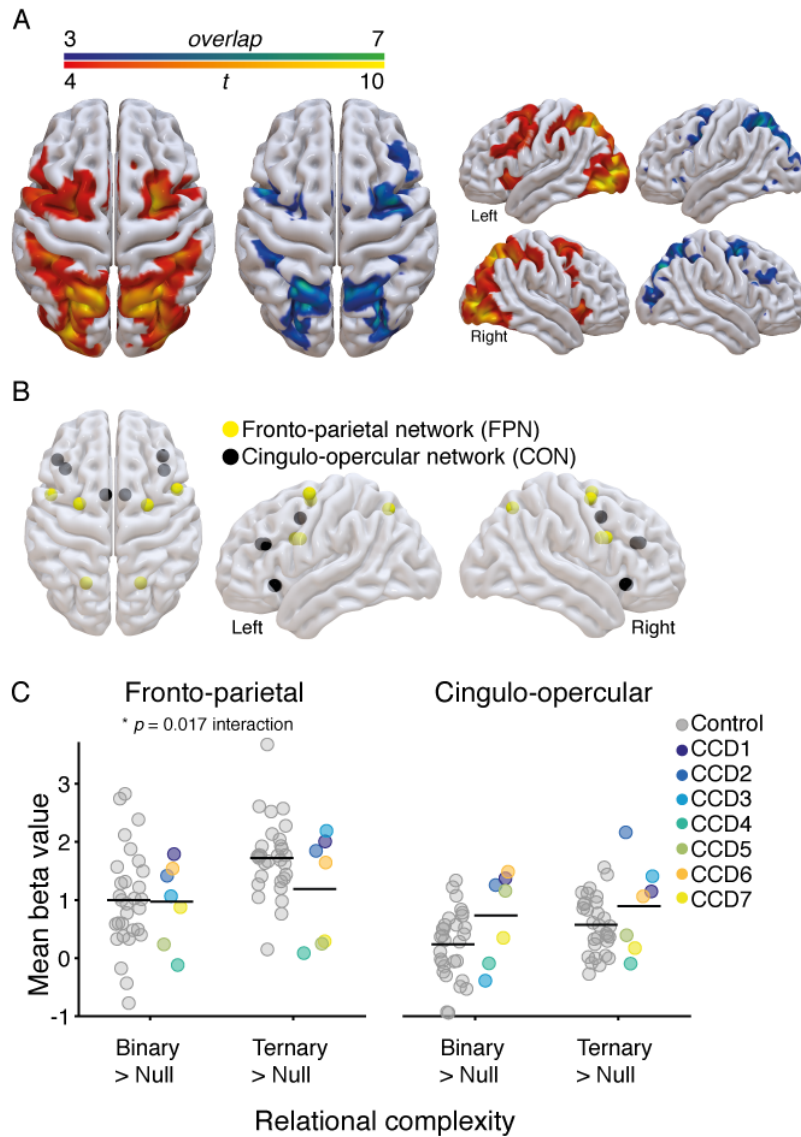 A
3 overlap 7
4 t 10
Left
Right
B
Fronto-parietal network (FPN)
Cingulo-opercular network (CON)
Left Right
C
Fronto-parietal Cingulo-opercular
* p = 0.017 interaction
Control
CCD1
CCD2
CCD3
CCD4
CCD5
CCD6
CCD7
Mean beta value
3
2
1
0
-1
Binary > Null
Ternary > Null
Binary > Null
Ternary > Null
Relational complexity